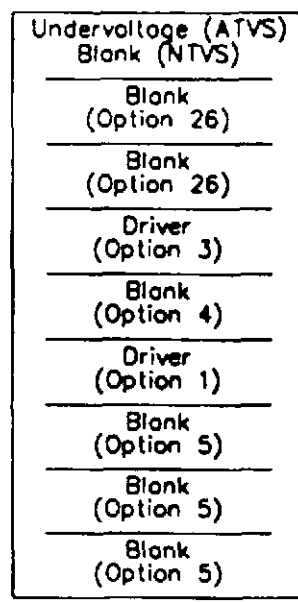 Undervoltage (ATVS)
Blank (NTVS)
Blank
(Option 26)
Blank
(Option 26)
Driver
(Option 3)
Blank
(Option 4)
Driver
(Option 1)
Blank
(Option 5)
Blank
(Option 5)
Blank
(Option 5)